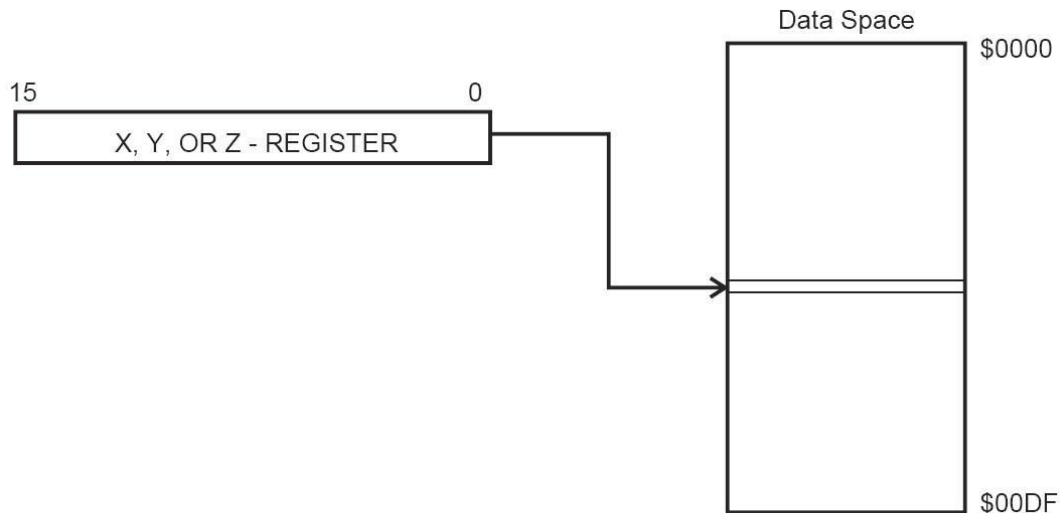 Data Space
$0000
15 0
X, Y, OR Z - REGISTER
$00DF